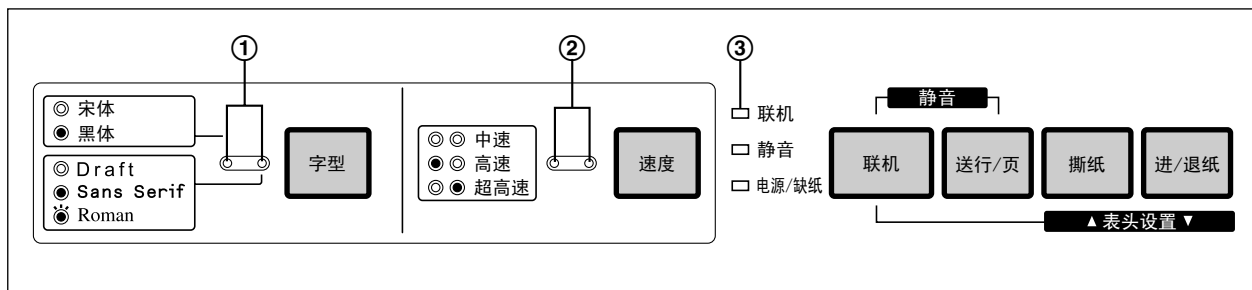 ① ② ③
宋体
黑体
Draft
Sans Serif
Roman
字型
中速
高速
超高速
速度
联机
静音
电源/缺纸
静音
联机 送行/页 撕纸 进/退纸
▲表头设置▼